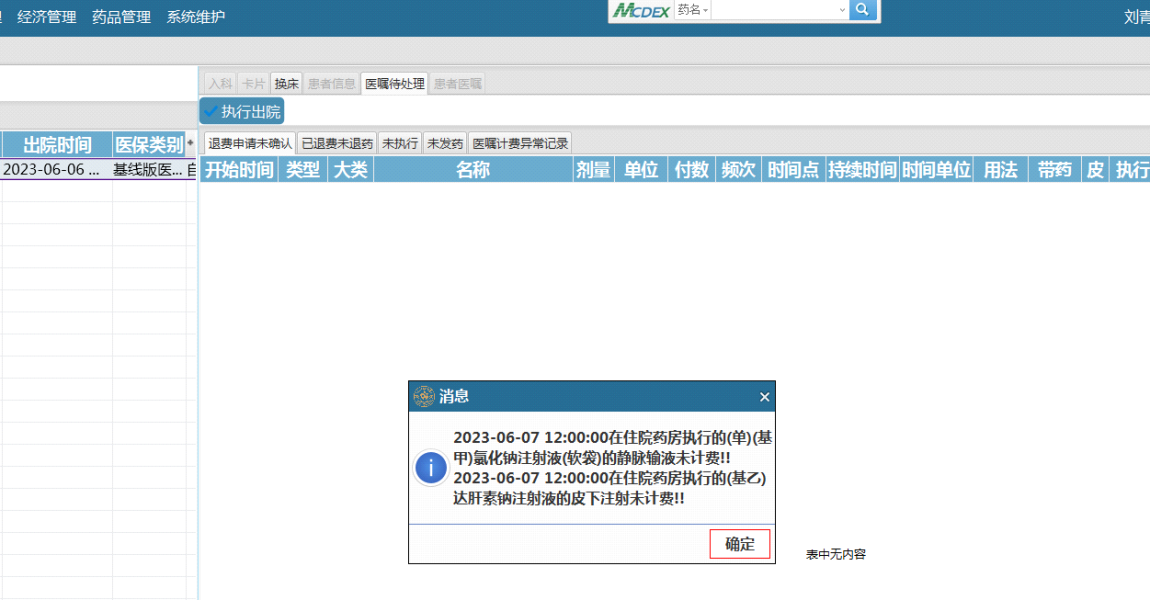 经济管理 药品管理 系统维护
MCDEX 药名
刘青
入科 卡片 换床 患者信息 医嘱待处理 患者医嘱
执行出院
退费申请未确认 已退费未退药 未执行 未发药 医嘱计费异常记录
出院时间 医保类别
开始时间 类型 大类 名称 剂量 单位 付数 频次 时间点 持续时间 时间单位 用法 带药 皮 执行
2023-06-06 ... 基线版医...
消息
2023-06-07 12:00:00在住院药房执行的(单)(基
甲)氯化钠注射液(软袋)的静脉输液未计费!!
2023-06-07 12:00:00在住院药房执行的(基乙)
达肝素钠注射液的皮下注射未计费!!
确定
表中无内容